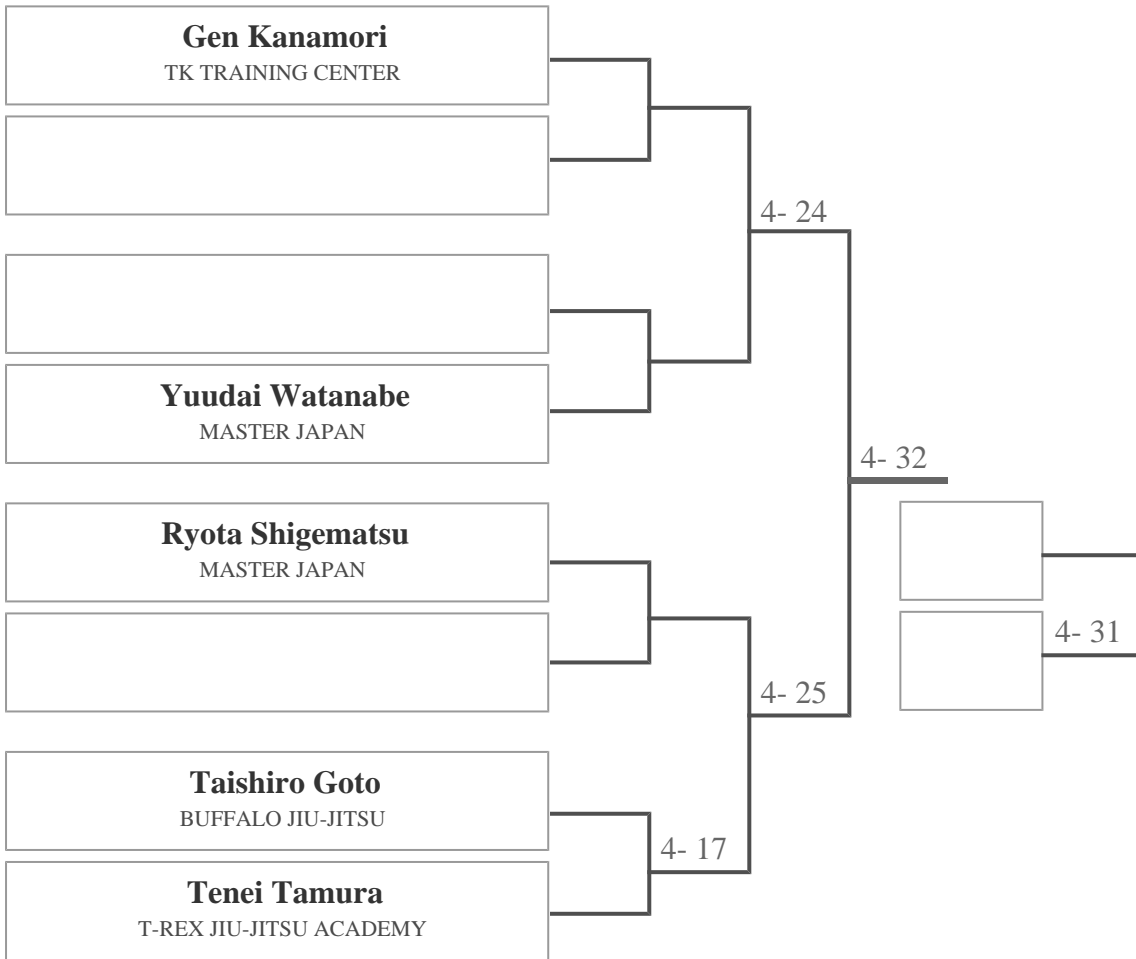 Gen Kanamori
TK TRAINING CENTER
4- 24
Yuudai Watanabe
MASTER JAPAN
4- 32
Ryota Shigematsu
MASTER JAPAN
4- 31
4- 25
Taishiro Goto
BUFFALO JIU-JITSU
4- 17
Tenei Tamura
T-REX JIU-JITSU ACADEMY